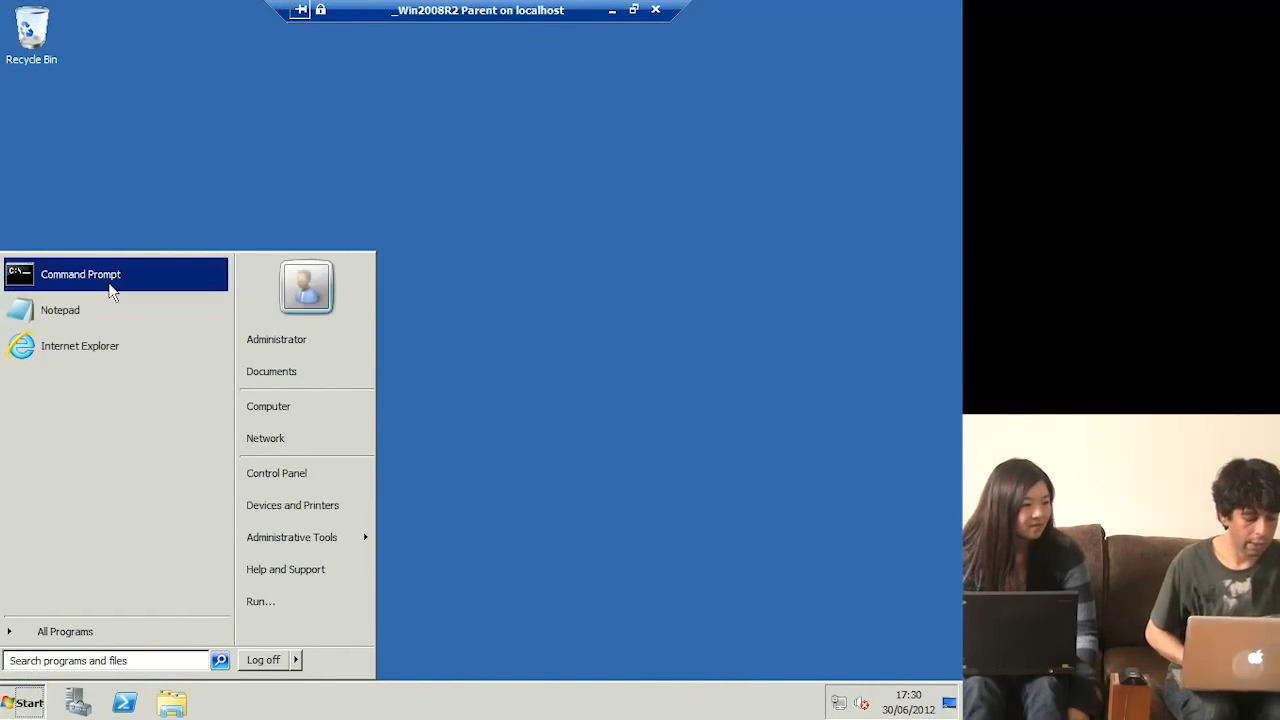 _Win2008R2 Parent on localhost
Recycle Bin
C:\
Command Prompt
Notepad
Internet Explorer
All Programs
Search programs and files
Administrator
Documents
Computer
Network
Control Panel
Devices and Printers
Administrative Tools
Help and Support
Run...
Log off
Start
17:30
30/06/2012